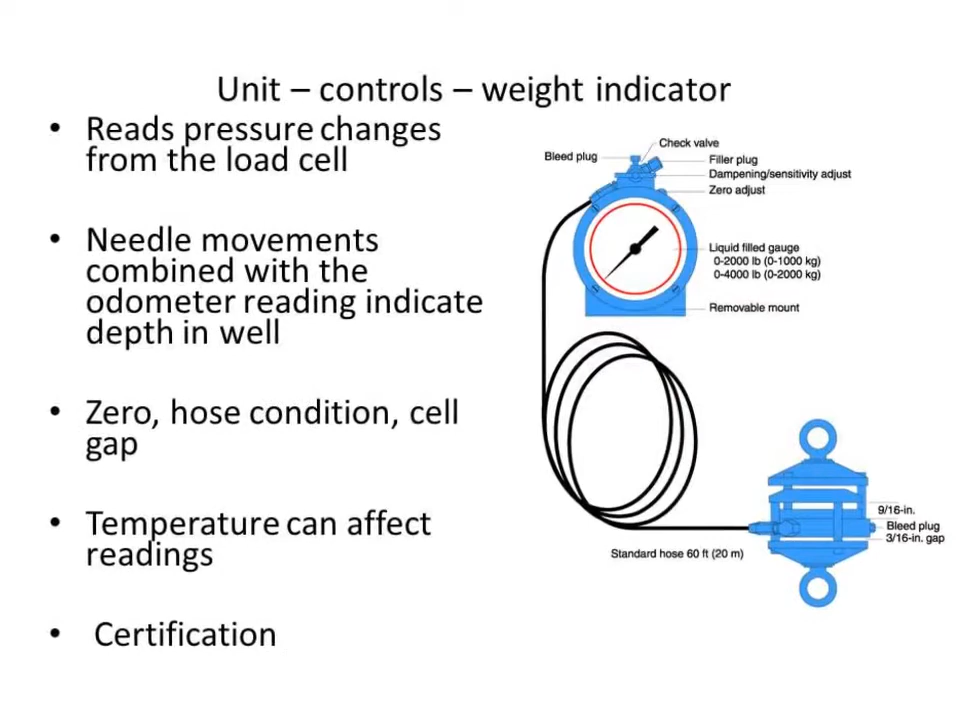 Unit – controls – weight indicator
• Reads pressure changes
from the load cell
• Needle movements
combined with the
odometer reading indicate
depth in well
• Zero, hose condition, cell
gap
• Temperature can affect
readings
• Certification
Check valve
Bleed plug
Filler plug
Dampening/sensitivity adjust
Zero adjust
Liquid filled gauge
0-2000 lb (0-1000 kg)
0-4000 lb (0-2000 kg)
Removable mount
9/16-in.
Bleed plug
3/16-in. gap
Standard hose 60 ft (20 m)